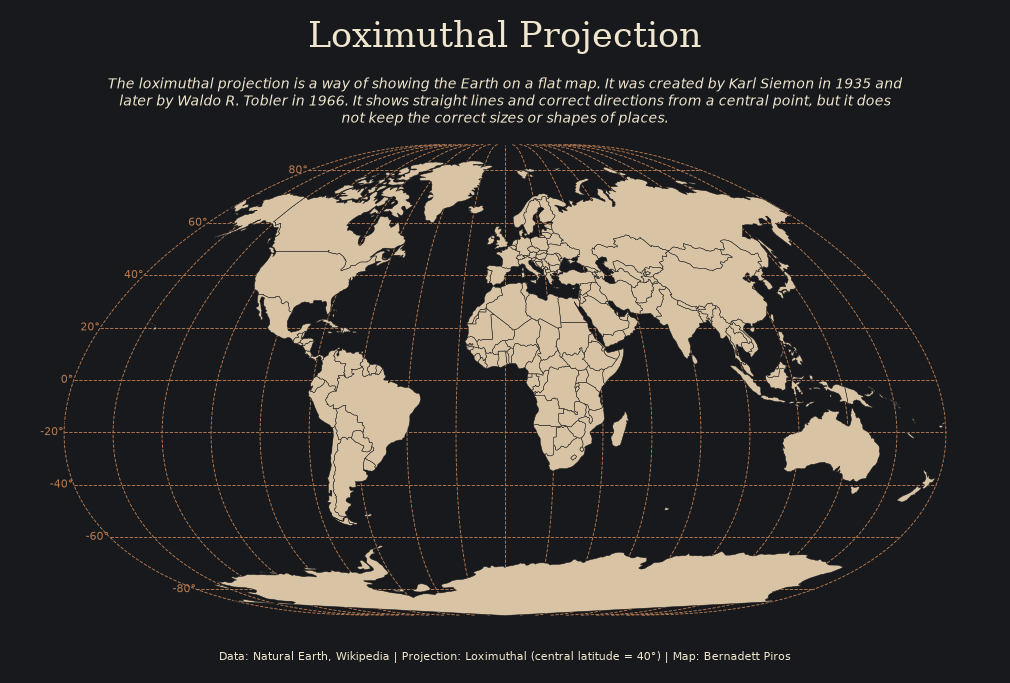 Loximuthal Projection
The loximuthal projection is a way of showing the Earth on a flat map. It was created by Karl Siemon in 1935 and
later by Waldo R. Tobler in 1966. It shows straight lines and correct directions from a central point, but it does
not keep the correct sizes or shapes of places.
80°
60°
40°
20°
0°
-20°
-40°
-60°
-80°
Data: Natural Earth, Wikipedia | Projection: Loximuthal (central latitude = 40°) | Map: Bernadett Piros